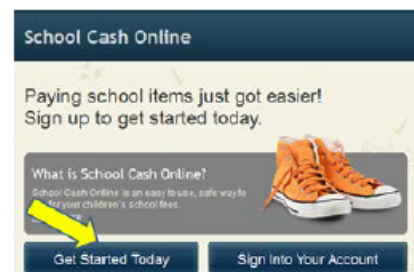 School Cash Online
Paying school items just got easier!
Sign up to get started today.
What is School Cash Online?
School Cash Online is an easy to use, safe way to
for your children's school fees.
Get Started Today
Sign Into Your Account